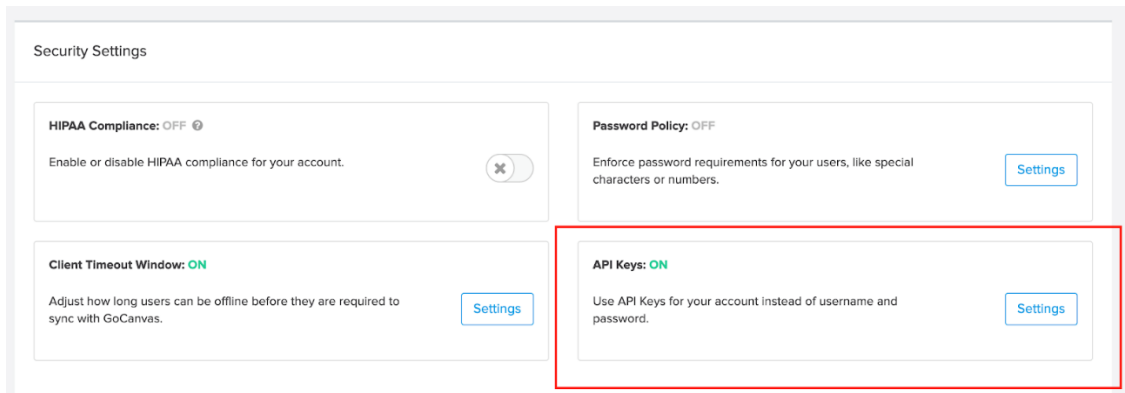 Security Settings
HIPAA Compliance: OFF
Enable or disable HIPAA compliance for your account.
Password Policy: OFF
Enforce password requirements for your users, like special
characters or numbers.
Settings
Client Timeout Window: ON
Adjust how long users can be offline before they are required to
sync with GoCanvas.
Settings
API Keys: ON
Use API Keys for your account instead of username and
password.
Settings